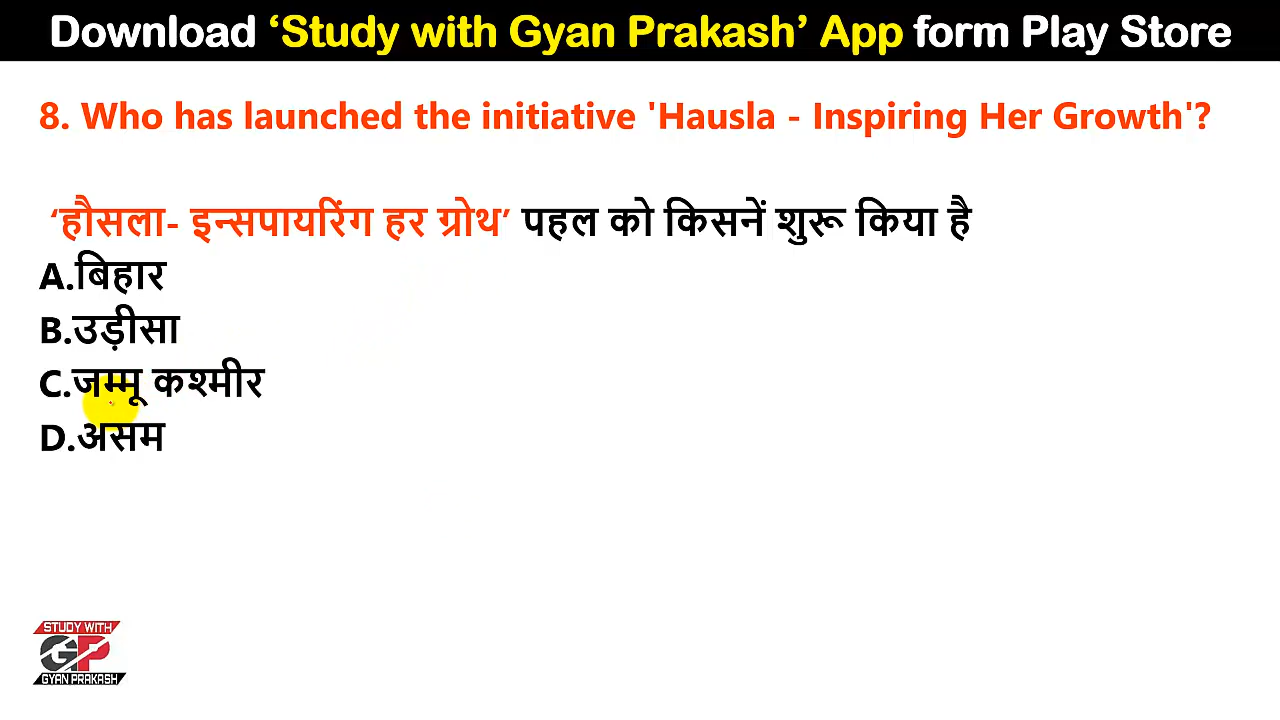 Download ‘Study with Gyan Prakash’ App form Play Store
8. Who has launched the initiative 'Hausla - Inspiring Her Growth'?
‘हौसला- इन्सपायरिंग हर ग्रोथ’ पहल को किसनें शुरू किया है
A.बिहार
B.उड़ीसा
C.जम्मू कश्मीर
D.असम
STUDY WITH
GP
GYAN PRAKASH